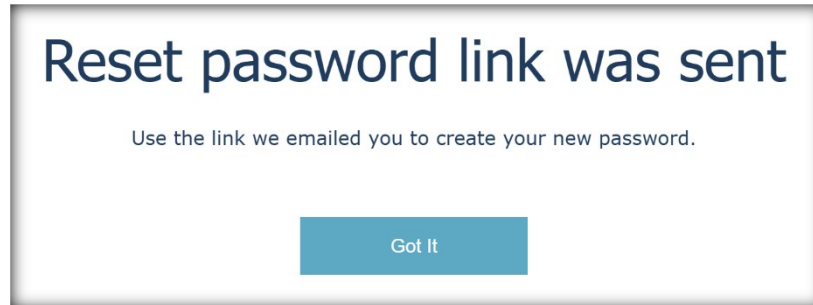 Reset password link was sent
Use the link we emailed you to create your new password.
Got It